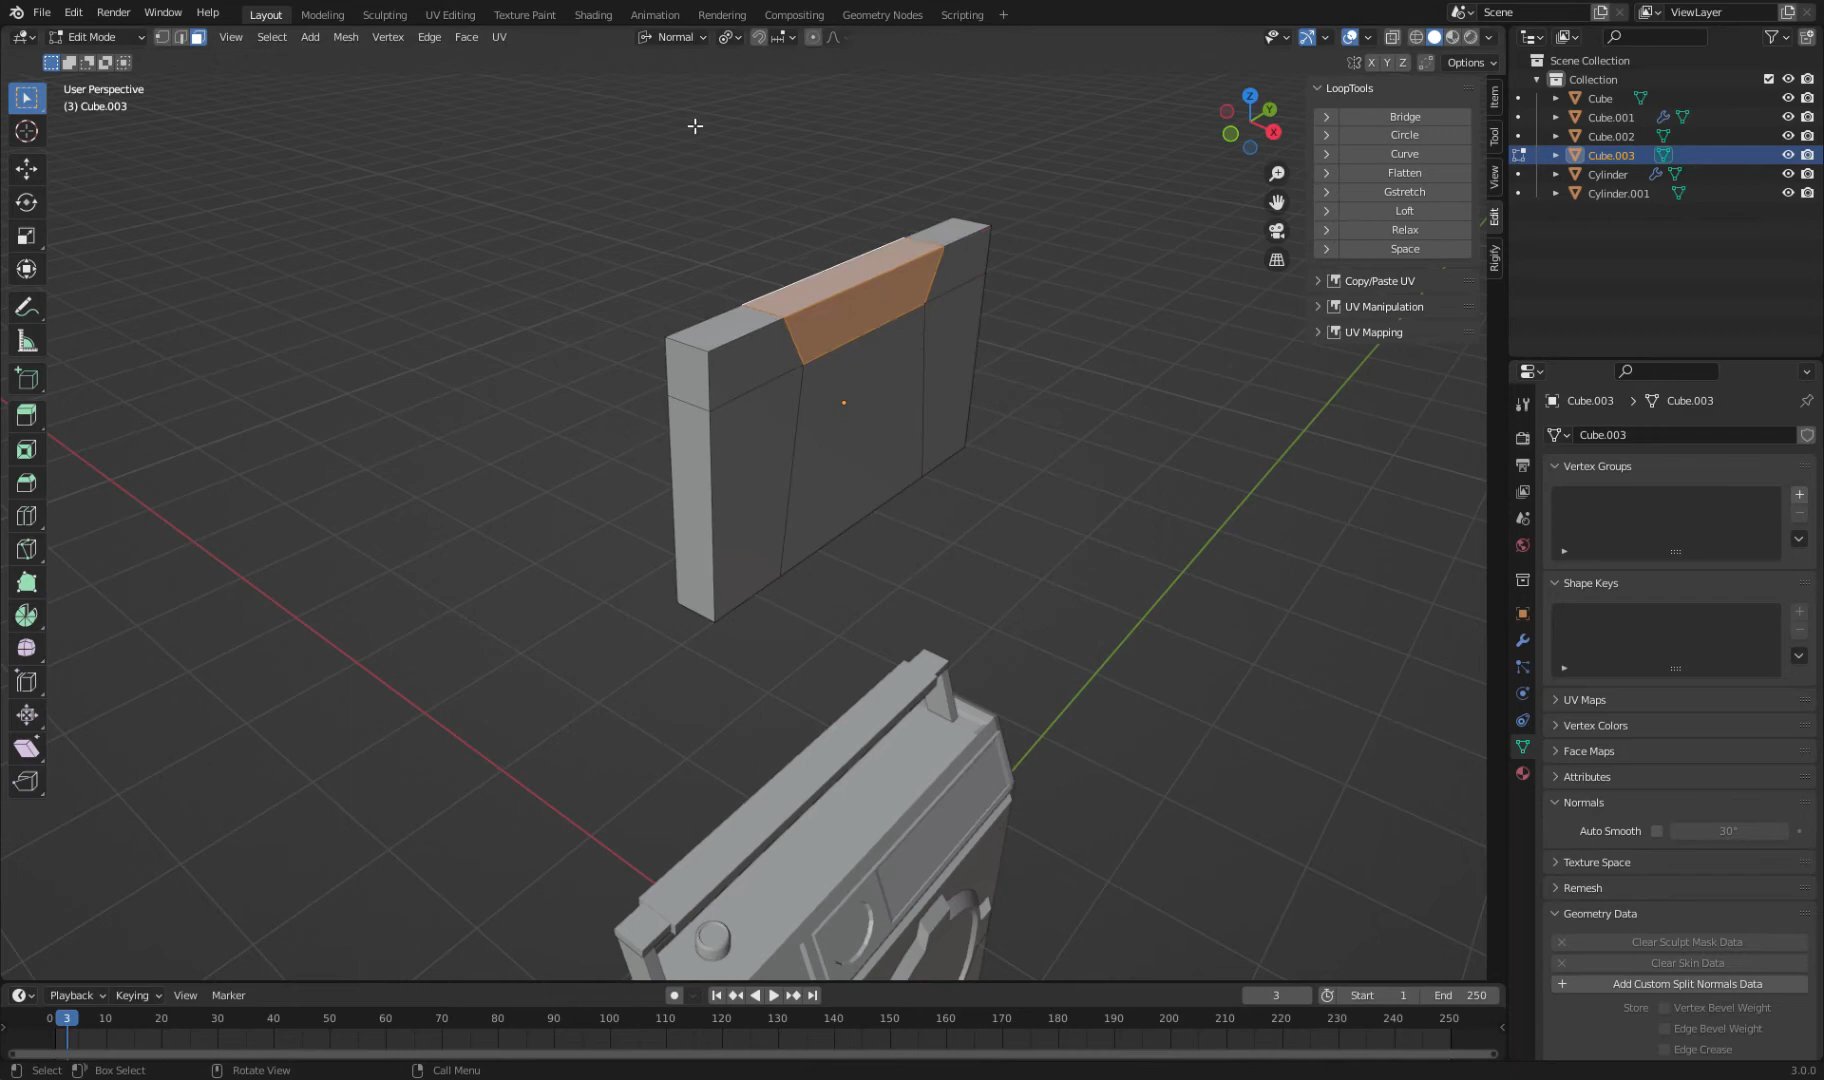 File Edit Render Window Help Layout Modeling Sculpting UV Editing Texture Paint Shading Animation Rendering Compositing Geometry Nodes Scripting + Scene ViewLayer
Edit Mode View Select Add Mesh Vertex Edge Face UV Normal
X Y Z Options
User Perspective
(3) Cube.003
Z
Y
X
LoopTools
Bridge
Circle
Curve
Flatten
Gstretch
Loft
Relax
Space
Copy/Paste UV
UV Manipulation
UV Mapping
Item
Tool
View
Edit
Rigify
Scene Collection
Collection
Cube
Cube.001
Cube.002
Cube.003
Cylinder
Cylinder.001
Cube.003 Cube.003
Cube.003
Vertex Groups
Shape Keys
UV Maps
Vertex Colors
Face Maps
Attributes
Normals
Auto Smooth 30°
Texture Space
Remesh
Geometry Data
Clear Sculpt Mask Data
Clear Skin Data
Add Custom Split Normals Data
Store Vertex Bevel Weight
Edge Bevel Weight
Edge Crease
Playback Keying View Marker 3 Start 1 End 250
0 3 10 20 30 40 50 60 70 80 90 100 110 120 130 140 150 160 170 180 190 200 210 220 230 240 250
Select Box Select Rotate View Call Menu 3.0.0